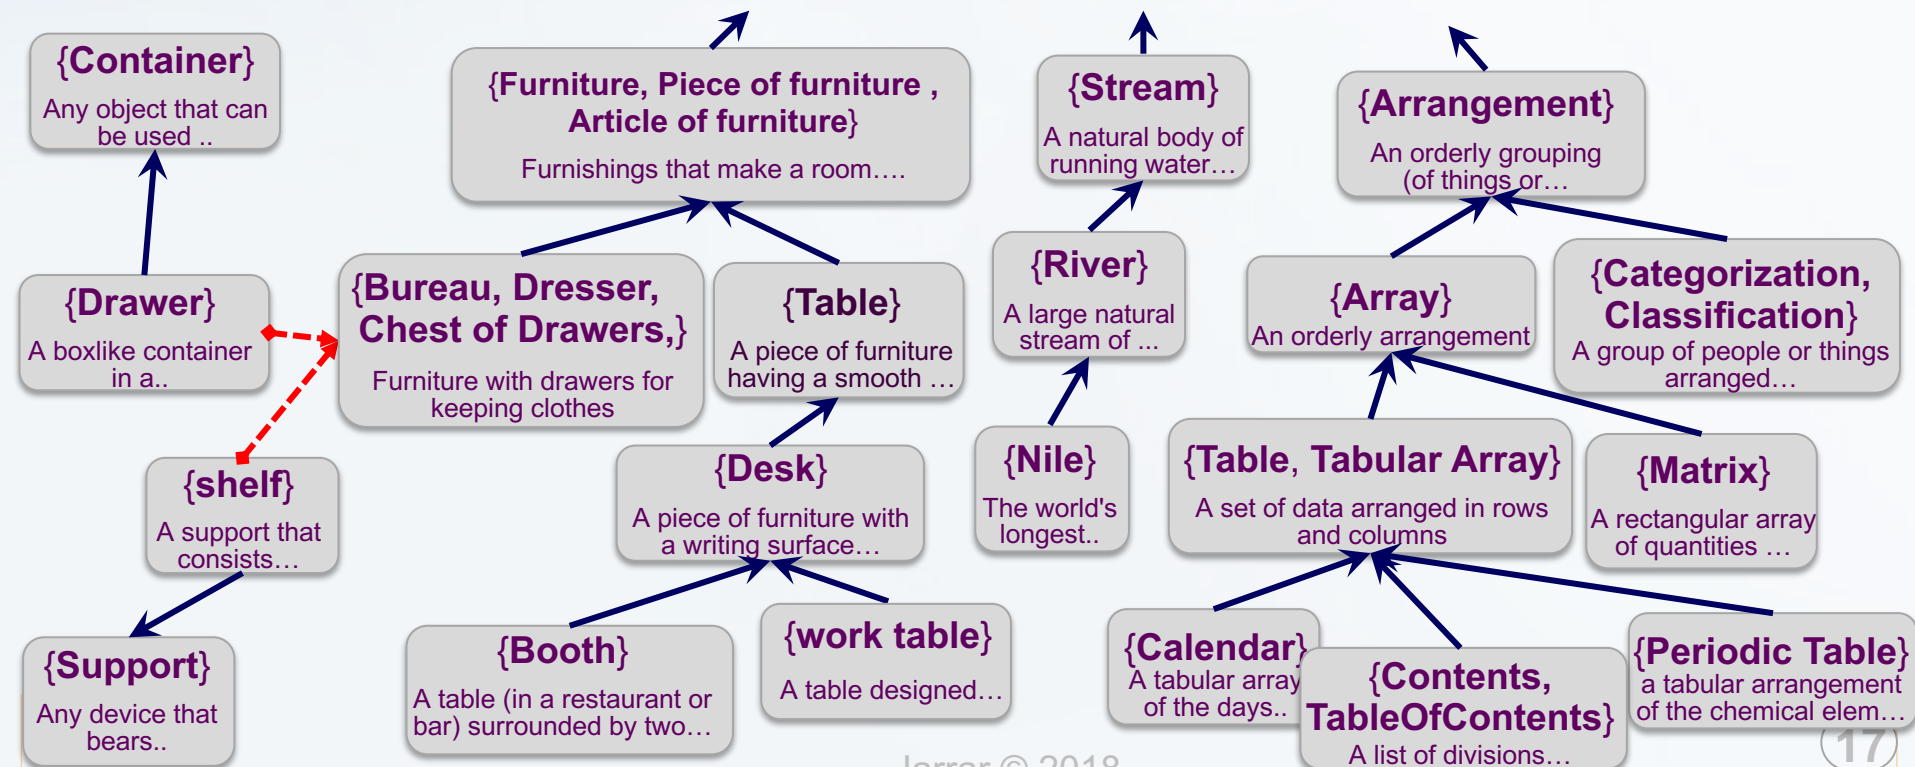 {Container}
Any object that can
be used ..
{Furniture, Piece of furniture ,
Article of furniture}
Furnishings that make a room….
{Stream}
A natural body of
running water…
{Arrangement}
An orderly grouping
(of things or…
{Drawer}
A boxlike container
in a..
{Bureau, Dresser,
Chest of Drawers,}
Furniture with drawers for
keeping clothes
{Table}
A piece of furniture
having a smooth …
{River}
A large natural
stream of ...
{Array}
An orderly arrangement
{Categorization,
Classification}
A group of people or things
arranged…
{shelf}
A support that
consists…
{Desk}
A piece of furniture with
a writing surface…
{Nile}
The world's
longest..
{Table, Tabular Array}
A set of data arranged in rows
and columns
{Matrix}
A rectangular array
of quantities …
{Support}
Any device that
bears..
{Booth}
A table (in a restaurant or
bar) surrounded by two…
{work table}
A table designed…
{Calendar}
A tabular array
of the days..
{Contents,
TableOfContents}
A list of divisions…
{Periodic Table}
a tabular arrangement
of the chemical elem…
Jarrar © 2018
17